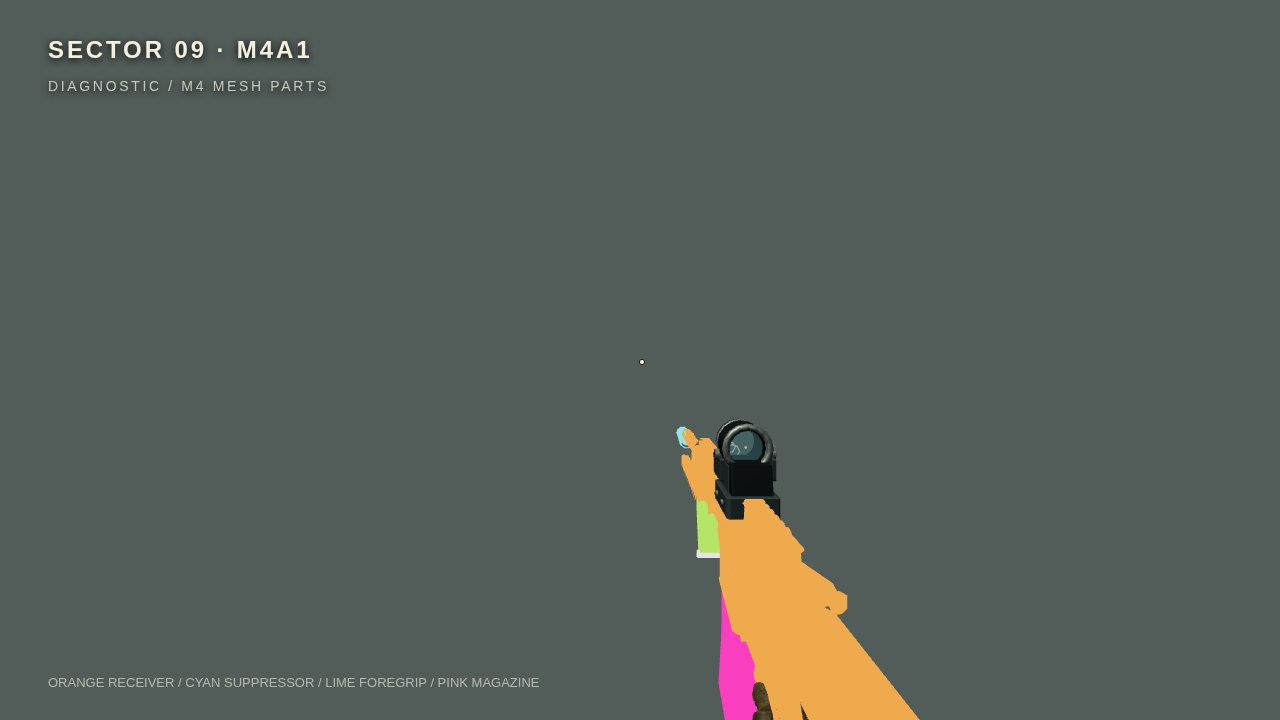 SECTOR 09 · M4A1
DIAGNOSTIC / M4 MESH PARTS
ORANGE RECEIVER / CYAN SUPPRESSOR / LIME FOREGRIP / PINK MAGAZINE